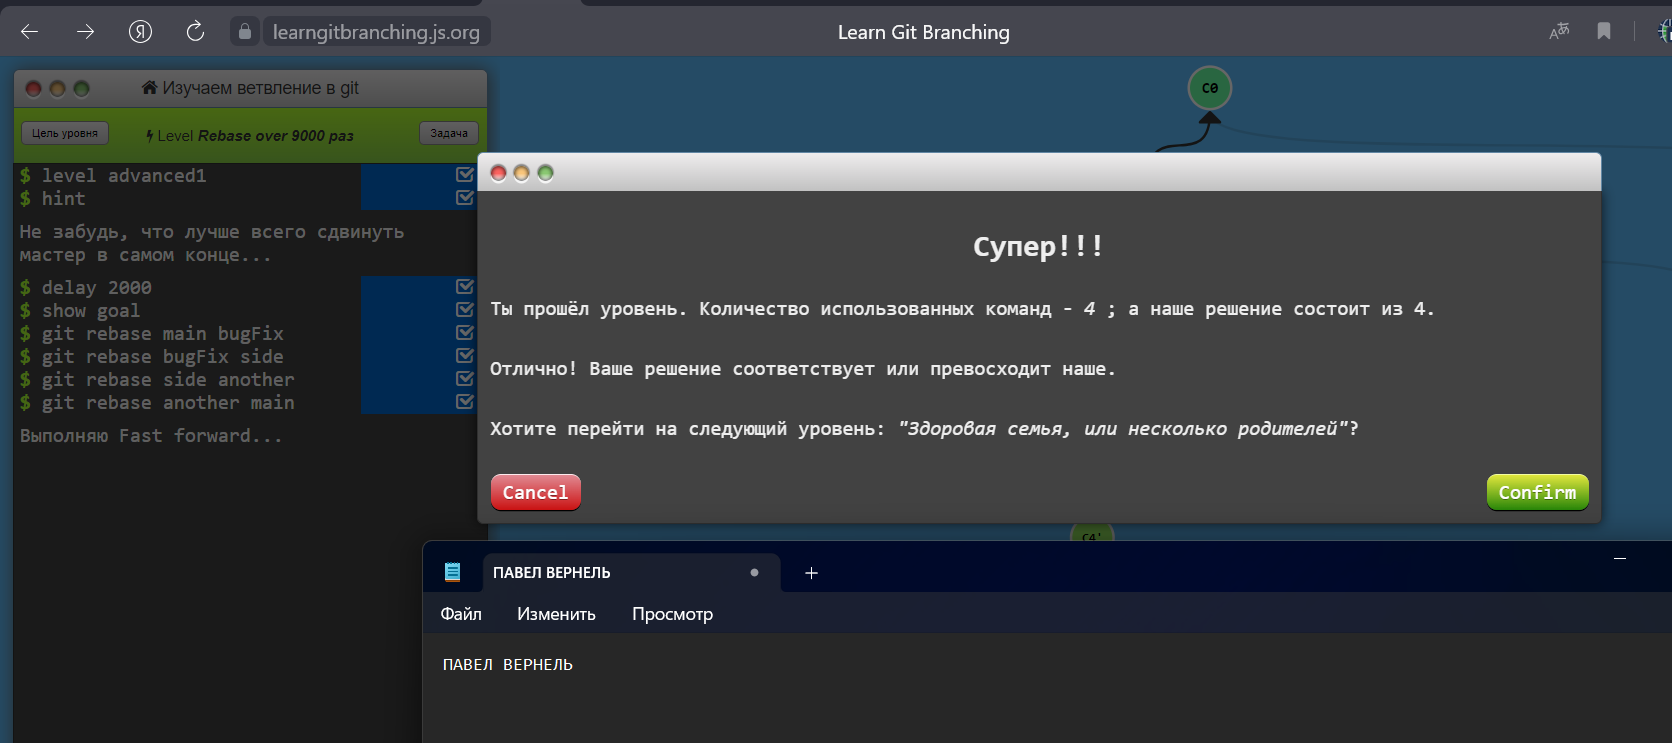 Я
learngitbranching.js.org
Learn Git Branching
Изучаем ветвление в git
Цель уровня
Level Rebase over 9000 раз
Задача
$ level advanced1
$ hint
Не забудь, что лучше всего сдвинуть
мастер в самом конце...
$ delay 2000
$ show goal
$ git rebase main bugFix
$ git rebase bugFix side
$ git rebase side another
$ git rebase another main
Выполняю Fast forward...
C0
Супер!!!
Ты прошёл уровень. Количество использованных команд - 4 ; а наше решение состоит из 4.
Отлично! Ваше решение соответствует или превосходит наше.
Хотите перейти на следующий уровень: "Здоровая семья, или несколько родителей"?
Cancel
Confirm
C4'
ПАВЕЛ ВЕРНЕЛЬ
Файл
Изменить
Просмотр
ПАВЕЛ ВЕРНЕЛЬ